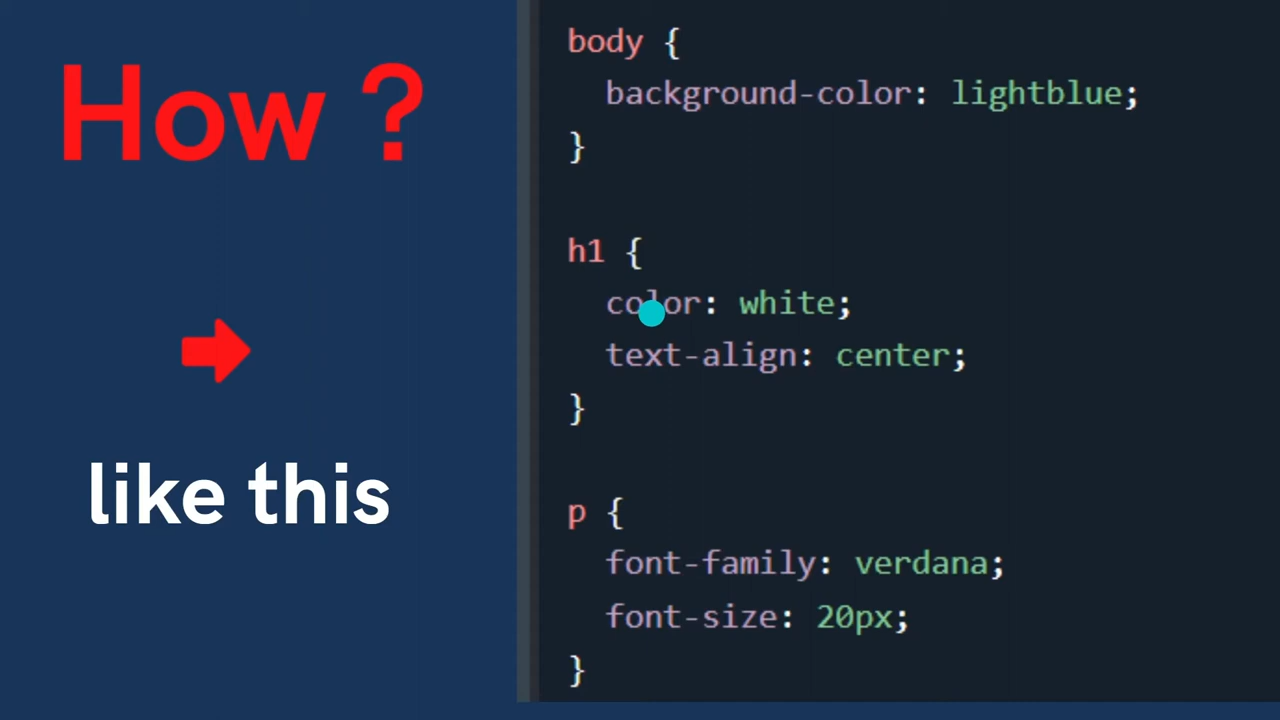 How ?
like this
body {
  background-color: lightblue;
}
h1 {
  color: white;
  text-align: center;
}
p {
  font-family: verdana;
  font-size: 20px;
}